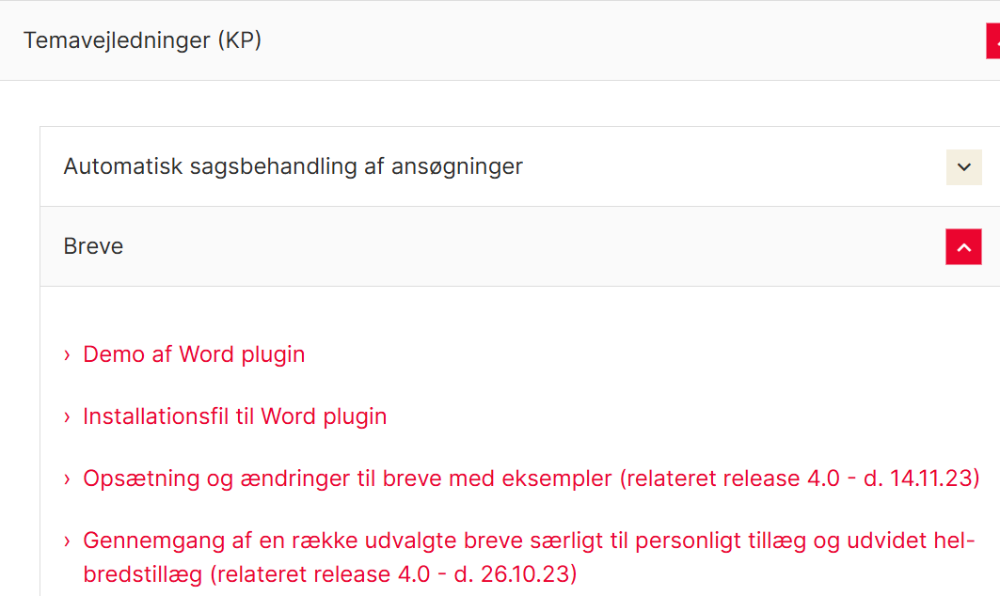 Temavejledninger (KP)
Automatisk sagsbehandling af ansøgninger
Breve
› Demo af Word plugin
› Installationsfil til Word plugin
› Opsætning og ændringer til breve med eksempler (relateret release 4.0 - d. 14.11.23)
› Gennemgang af en række udvalgte breve særligt til personligt tillæg og udvidet hel-
bredstillæg (relateret release 4.0 - d. 26.10.23)